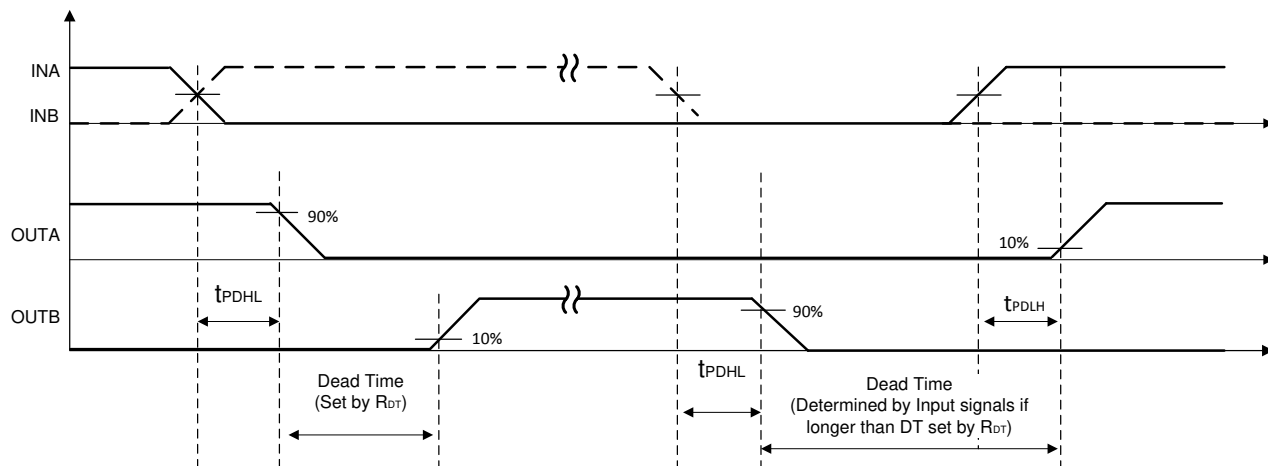 INA
INB
OUTA
90%
10%
tPDHL
tPDLH
OUTB
10%
90%
tPDHL
Dead Time
(Set by RDT)
Dead Time
(Determined by Input signals if
longer than DT set by RDT)